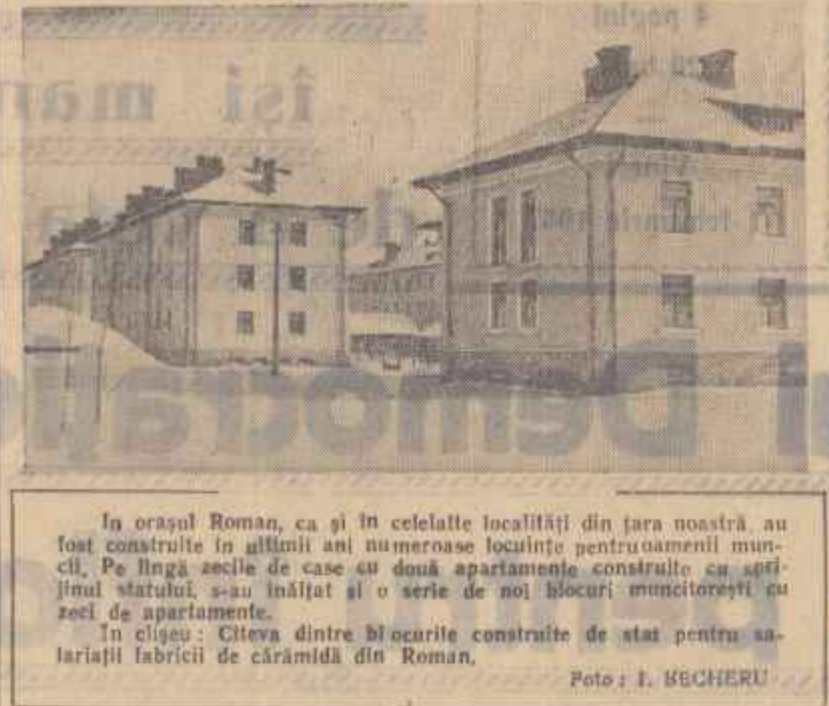 In orașul Roman, ca și in celelalte localități din țara noastră, au
fost construite in ultimii ani numeroase locuințe pentru oamenii mun-
cii. Pe lîngă zecile de case cu două apartamente construite cu spri-
jinul statului, s-au înălțat și o serie de noi blocuri muncitorești cu
zeci de apartamente.
In clișeu : Citeva dintre blocurile construite de stat pentru sa-
lariații fabricii de cărămidă din Roman.
Foto : I. BECHERU